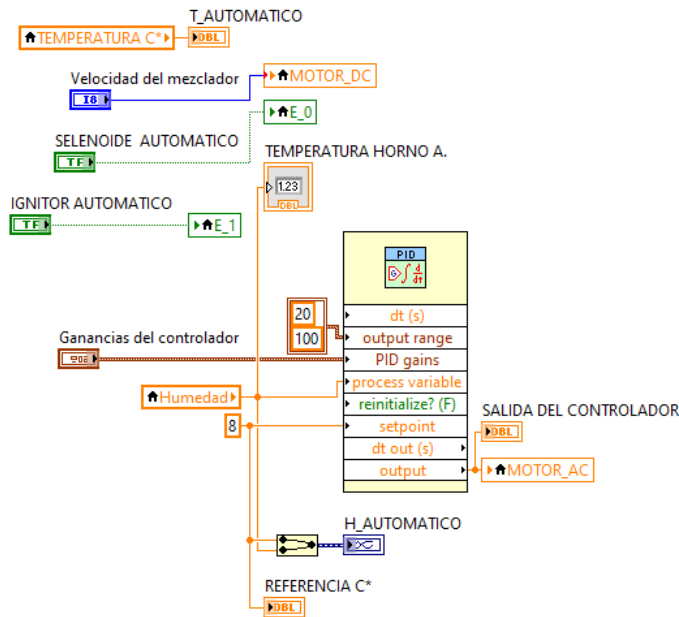 T_AUTOMATICO
TEMPERATURA C*
DBL
Velocidad del mezclador
MOTOR_DC
I8
E_0
SELENOIDE AUTOMATICO
TF
TEMPERATURA HORNO A.
1.23
DBL
IGNITOR AUTOMATICO
TF
E_1
PID
G d
dt
20
100
dt (s)
output range
Ganancias del controlador
PID gains
Humedad
process variable
reinitialize? (F)
SALIDA DEL CONTROLADOR
8
setpoint
DBL
dt out (s)
output
MOTOR_AC
H_AUTOMATICO
REFERENCIA C*
DBL